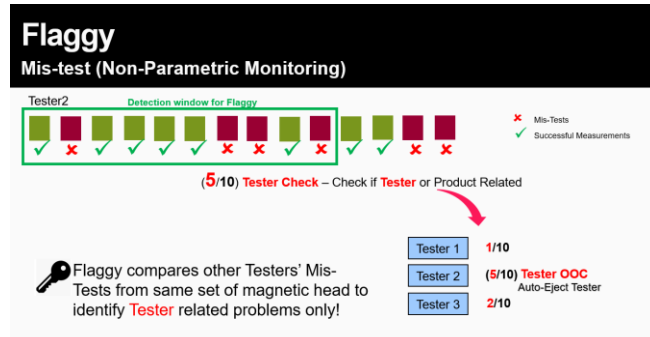 Flaggy
Mis-test (Non-Parametric Monitoring)
Tester2
Detection window for Flaggy
Mis-Tests
Successful Measurements
(5/10) Tester Check – Check if Tester or Product Related
Tester 1 1/10
Tester 2 (5/10) Tester OOC
Auto-Eject Tester
Tester 3 2/10
Flaggy compares other Testers' Mis-
Tests from same set of magnetic head to
identify Tester related problems only!